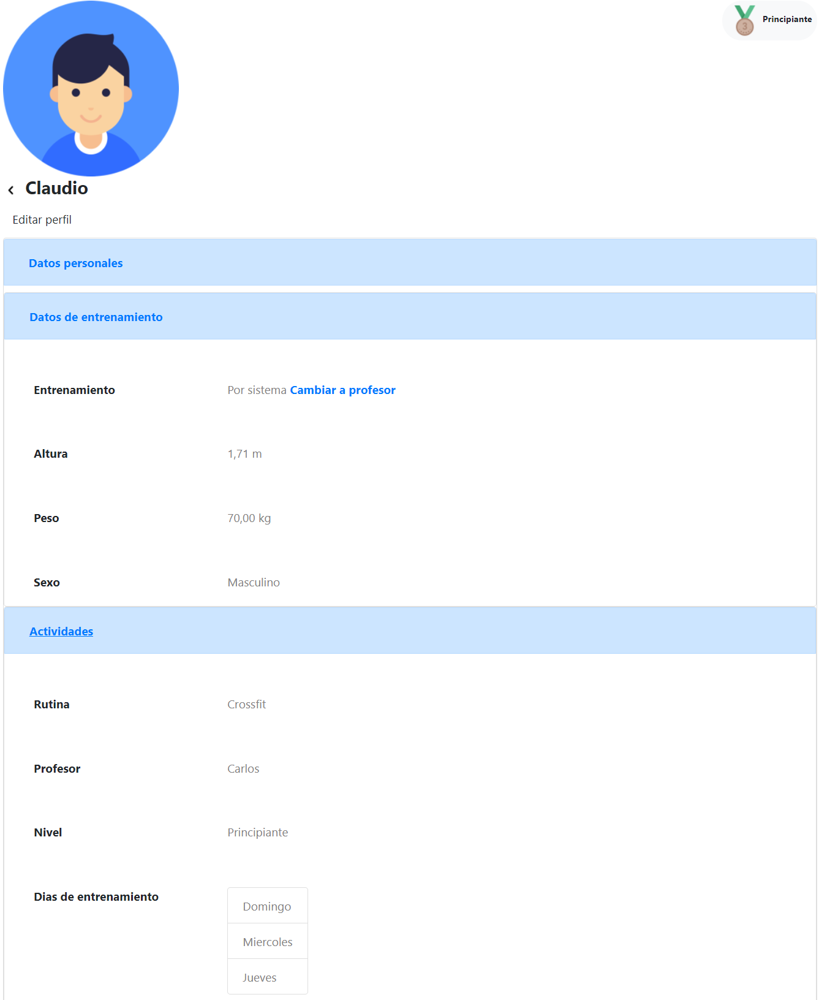 3
Principiante
Claudio
Editar perfil
Datos personales
Datos de entrenamiento
Entrenamiento Por sistema Cambiar a profesor
Altura 1,71 m
Peso 70,00 kg
Sexo Masculino
Actividades
Rutina Crossfit
Profesor Carlos
Nivel Principiante
Dias de entrenamiento
Domingo
Miercoles
Jueves